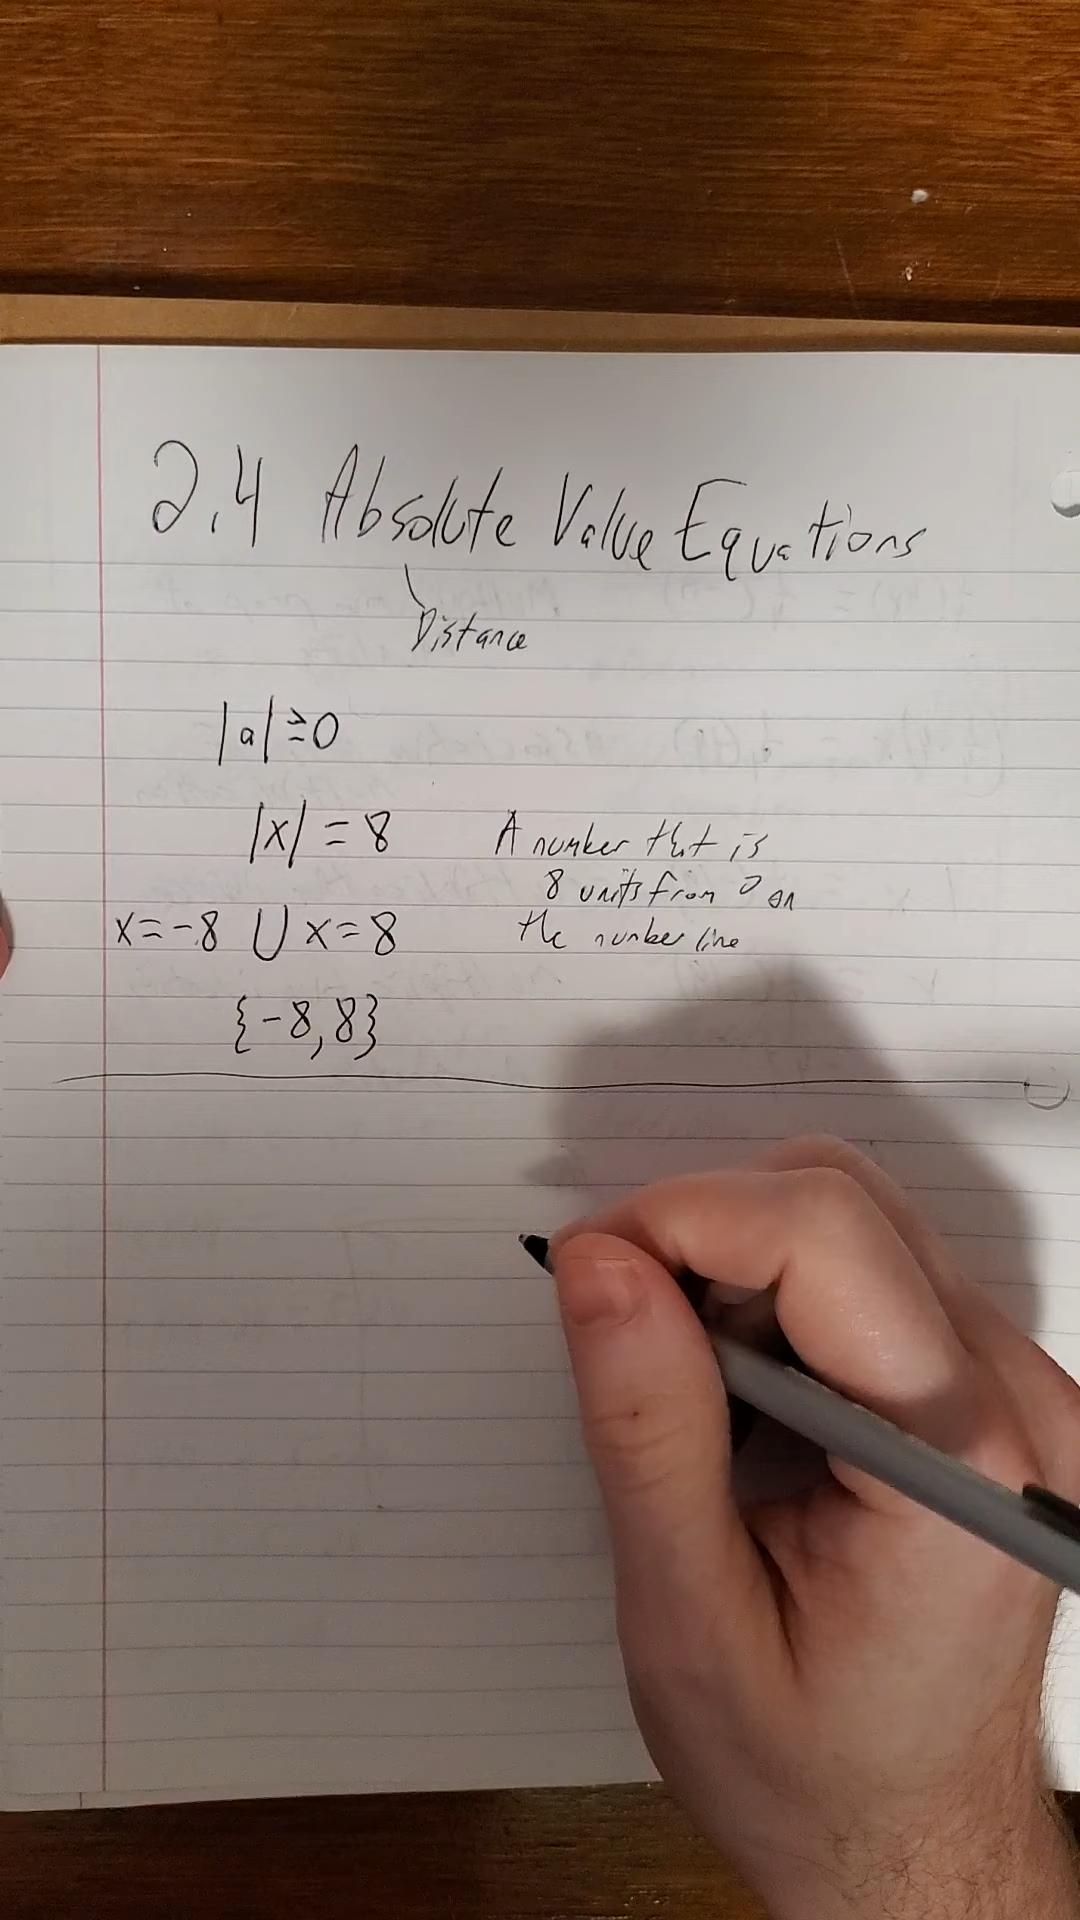 2.4 Absolute Value Equations
Distance
|a| ≥ 0
|x| = 8
A number that is
8 units from 0 on
the number line
x = -8 ∪ x = 8
{-8, 8}